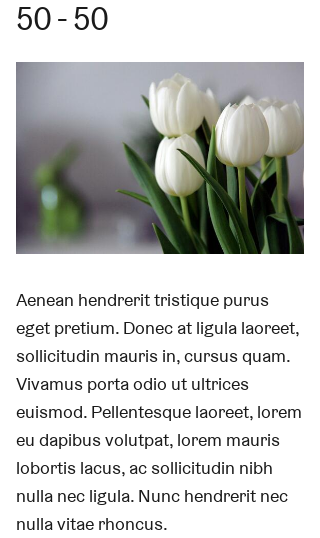 50 - 50
Aenean hendrerit tristique purus
eget pretium. Donec at ligula laoreet,
sollicitudin mauris in, cursus quam.
Vivamus porta odio ut ultrices
euismod. Pellentesque laoreet, lorem
eu dapibus volutpat, lorem mauris
lobortis lacus, ac sollicitudin nibh
nulla nec ligula. Nunc hendrerit nec
nulla vitae rhoncus.